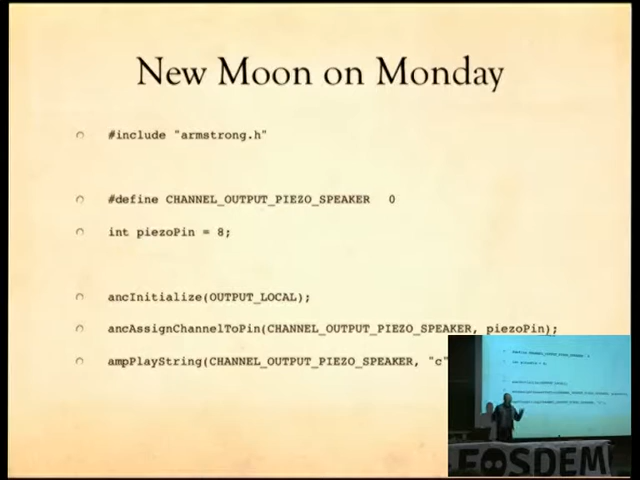 New Moon on Monday
#include "armstrong.h"
#define CHANNEL_OUTPUT_PIEZO_SPEAKER 0
int piezoPin = 8;
ancInitialize(OUTPUT_LOCAL);
ancAssignChannelToPin(CHANNEL_OUTPUT_PIEZO_SPEAKER, piezoPin);
ampPlayString(CHANNEL_OUTPUT_PIEZO_SPEAKER, "c"
FOSDEM